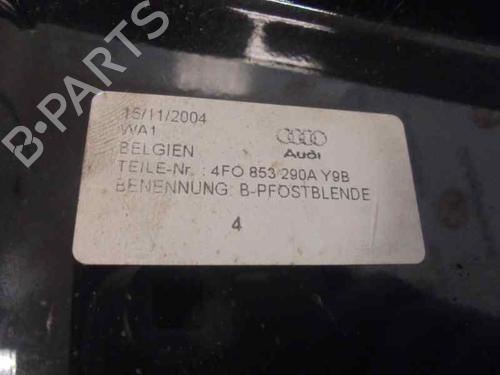 15/11/2004
WA1
BELGIEN
Audi
TEILE-Nr. : 4FO 853 290A Y9B
BENENNUNG: B-PFOSTBLENDE
4
B-PARTS